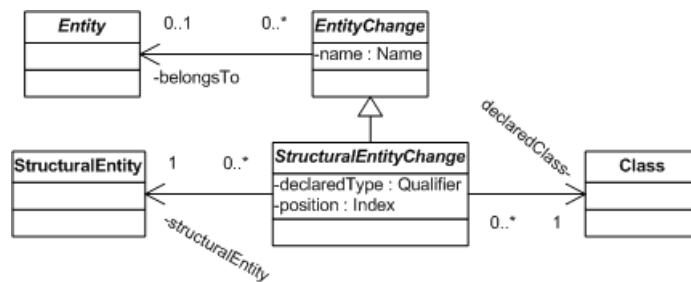 Entity
0..1
0..*
EntityChange
-name : Name
-belongsTo
StructuralEntity
1
0..*
StructuralEntityChange
-declaredType : Qualifier
-position : Index
declaredClass-
Class
-structuralEntity
0..*
1